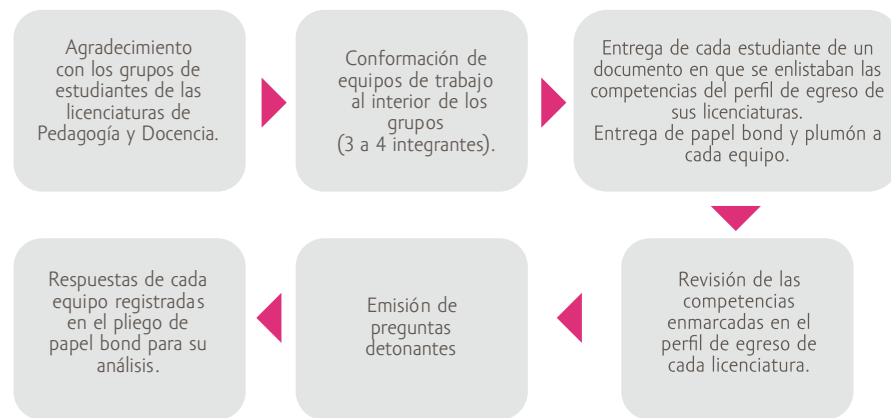 Agradecimiento
con los grupos de
estudiantes de las
licenciaturas de
Pedagogía y Docencia.
Conformación de
equipos de trabajo
al interior de los
grupos
(3 a 4 integrantes).
Entrega de cada estudiante de un
documento en que se enlistaban las
competencias del perfil de egreso de
sus licenciaturas.
Entrega de papel bond y plumón a
cada equipo.
Revisión de las
competencias
enmarcadas en el
perfil de egreso de
cada licenciatura.
Emisión de
preguntas
detonantes
Respuestas de cada
equipo registradas
en el pliego de
papel bond para su
análisis.